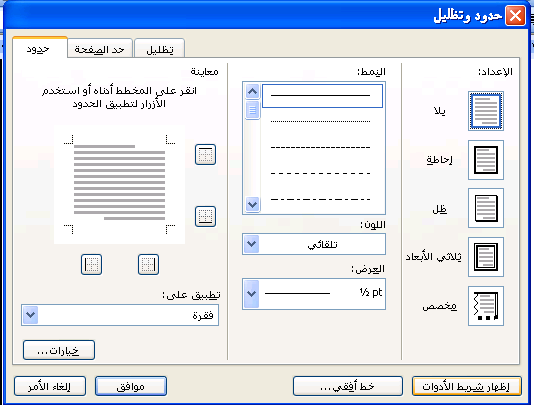 حدود وتظليل
حدود
حد الصفحة
تظليل
الإعداد:
بلا
إحاطة
ظل
ثلاثي الأبعاد
مخصص
النمط:
اللون:
تلقائي
العرض:
½ pt
معاينة
انقر على المخطط أدناه أو استخدم
الأزرار لتطبيق الحدود
تطبيق على:
فقرة
خيارات...
إظهار شريط الأدوات
خط أفقي...
موافق
إلغاء الأمر